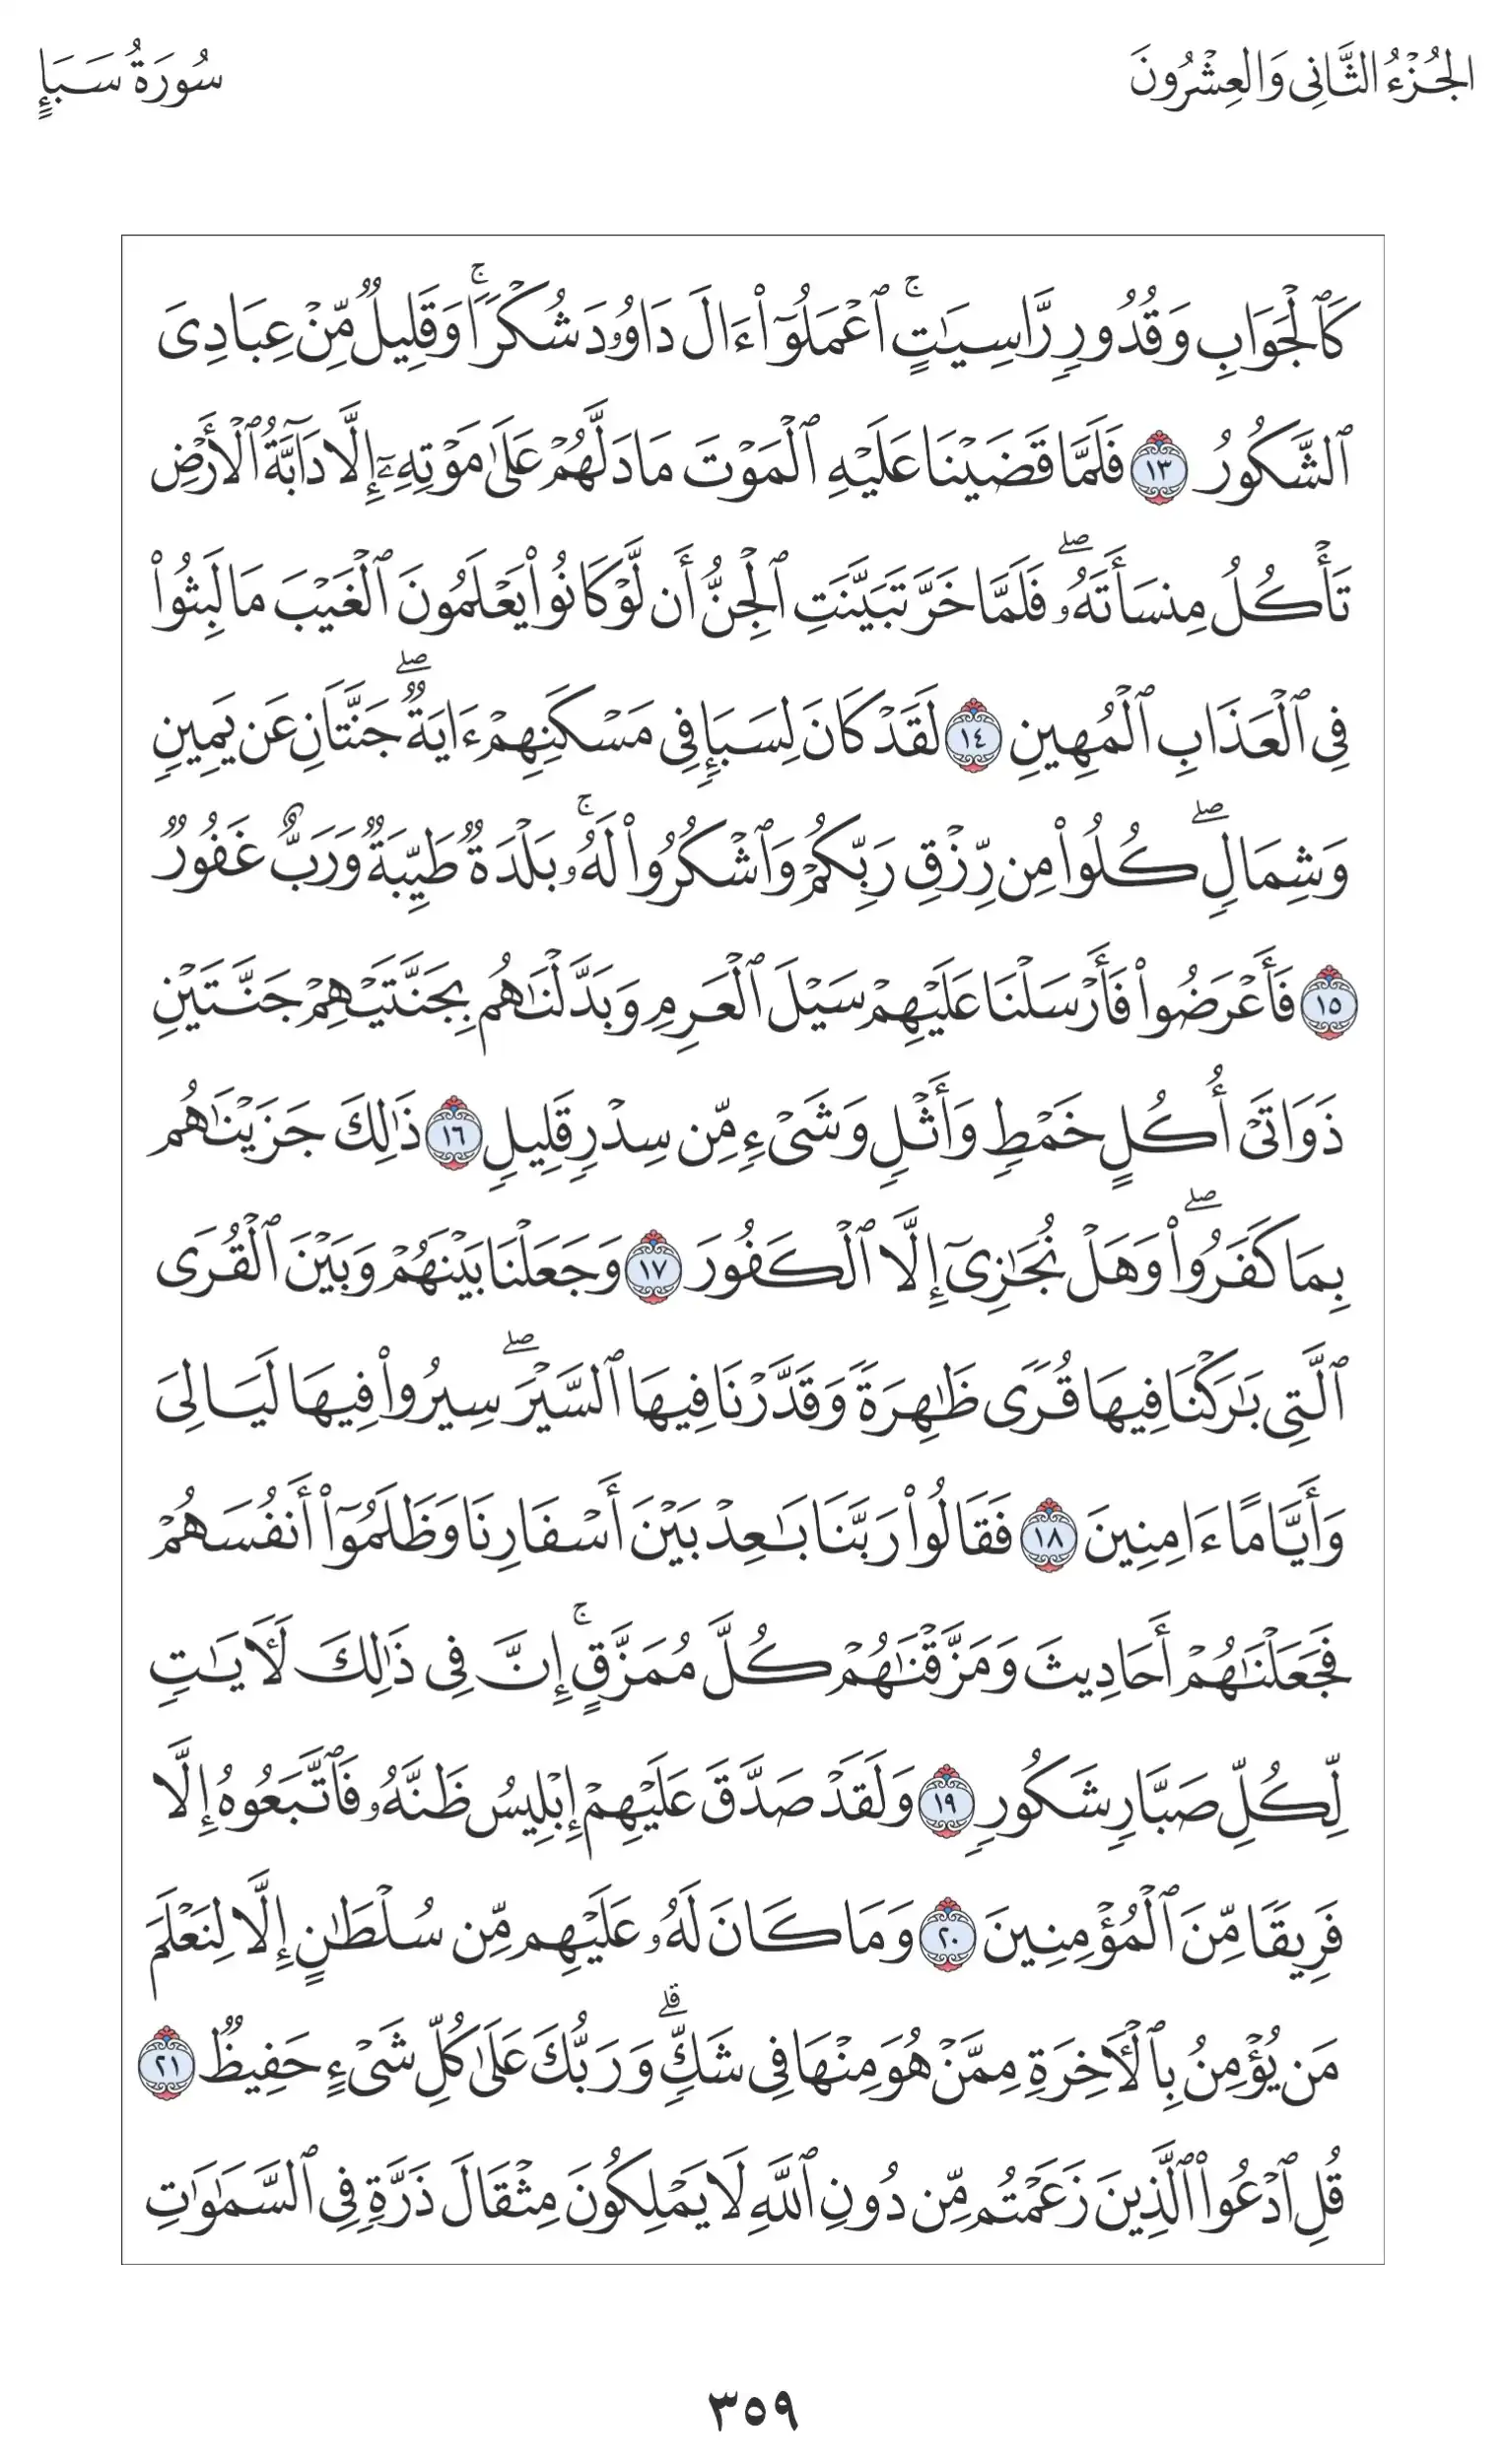 الجُزْءُ الثَّانِي وَالعِشْرُونَ
سُورَةُ سَبَإٍ
كَٱلْجَوَابِ وَقُدُورٍ رَّاسِيَٰتٍۚ ٱعْمَلُوٓا۟ ءَالَ دَاوُۥدَ شُكْرًاۚ وَقَلِيلٌ مِّنْ عِبَادِىَ
ٱلشَّكُورُ ١٣ فَلَمَّا قَضَيْنَا عَلَيْهِ ٱلْمَوْتَ مَا دَلَّهُمْ عَلَىٰ مَوْتِهِۦٓ إِلَّا دَآبَّةُ ٱلْأَرْضِ
تَأْكُلُ مِنسَأَتَهُۥۖ فَلَمَّا خَرَّ تَبَيَّنَتِ ٱلْجِنُّ أَن لَّوْ كَانُوا۟ يَعْلَمُونَ ٱلْغَيْبَ مَا لَبِثُوا۟
فِى ٱلْعَذَابِ ٱلْمُهِينِ ١٤ لَقَدْ كَانَ لِسَبَإٍ فِى مَسْكَنِهِمْ ءَايَةٌۖ جَنَّتَانِ عَن يَمِينٍ
وَشِمَالٍۖ كُلُوا۟ مِن رِّزْقِ رَبِّكُمْ وَٱشْكُرُوا۟ لَهُۥۚ بَلْدَةٌ طَيِّبَةٌ وَرَبٌّ غَفُورٌ
١٥ فَأَعْرَضُوا۟ فَأَرْسَلْنَا عَلَيْهِمْ سَيْلَ ٱلْعَرِمِ وَبَدَّلْنَٰهُم بِجَنَّتَيْهِمْ جَنَّتَيْنِ
ذَوَاتَىْ أُكُلٍ خَمْطٍ وَأَثْلٍ وَشَىْءٍ مِّن سِدْرٍ قَلِيلٍ ١٦ ذَٰلِكَ جَزَيْنَٰهُم
بِمَا كَفَرُوا۟ۖ وَهَلْ نُجَٰزِىٓ إِلَّا ٱلْكَفُورَ ١٧ وَجَعَلْنَا بَيْنَهُمْ وَبَيْنَ ٱلْقُرَى
ٱلَّتِى بَٰرَكْنَا فِيهَا قُرًى ظَٰهِرَةً وَقَدَّرْنَا فِيهَا ٱلسَّيْرَۖ سِيرُوا۟ فِيهَا لَيَالِىَ
وَأَيَّامًا ءَامِنِينَ ١٨ فَقَالُوا۟ رَبَّنَا بَٰعِدْ بَيْنَ أَسْفَارِنَا وَظَلَمُوٓا۟ أَنفُسَهُمْ
فَجَعَلْنَٰهُمْ أَحَادِيثَ وَمَزَّقْنَٰهُمْ كُلَّ مُمَزَّقٍۚ إِنَّ فِى ذَٰلِكَ لَءَايَٰتٍ
لِّكُلِّ صَبَّارٍ شَكُورٍ ١٩ وَلَقَدْ صَدَّقَ عَلَيْهِمْ إِبْلِيسُ ظَنَّهُۥ فَٱتَّبَعُوهُ إِلَّا
فَرِيقًا مِّنَ ٱلْمُؤْمِنِينَ ٢٠ وَمَا كَانَ لَهُۥ عَلَيْهِم مِّن سُلْطَٰنٍ إِلَّا لِنَعْلَمَ
مَن يُؤْمِنُ بِٱلْءَاخِرَةِ مِمَّنْ هُوَ مِنْهَا فِى شَكٍّۗ وَرَبُّكَ عَلَىٰ كُلِّ شَىْءٍ حَفِيظٌ ٢١
قُلِ ٱدْعُوا۟ ٱلَّذِينَ زَعَمْتُم مِّن دُونِ ٱللَّهِ لَا يَمْلِكُونَ مِثْقَالَ ذَرَّةٍ فِى ٱلسَّمَٰوَٰتِ
٣٥٩